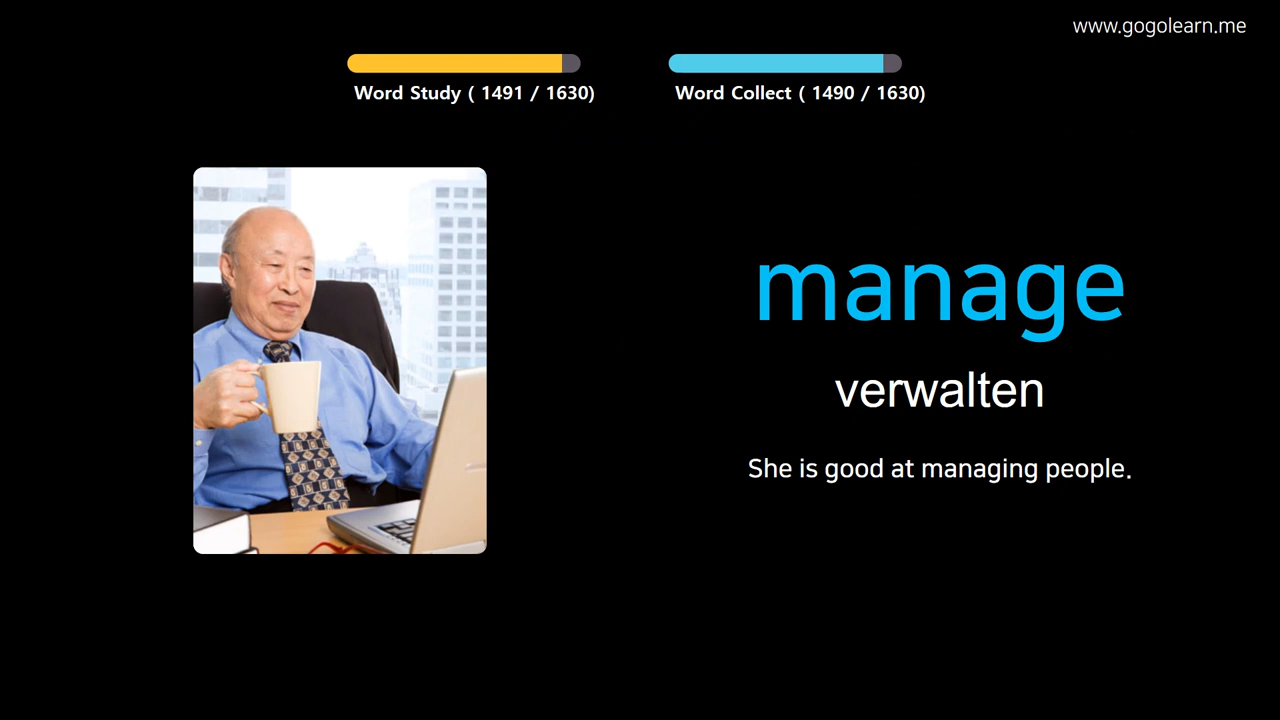 www.gogolearn.me
Word Study ( 1491 / 1630)
Word Collect ( 1490 / 1630)
manage
verwalten
She is good at managing people.